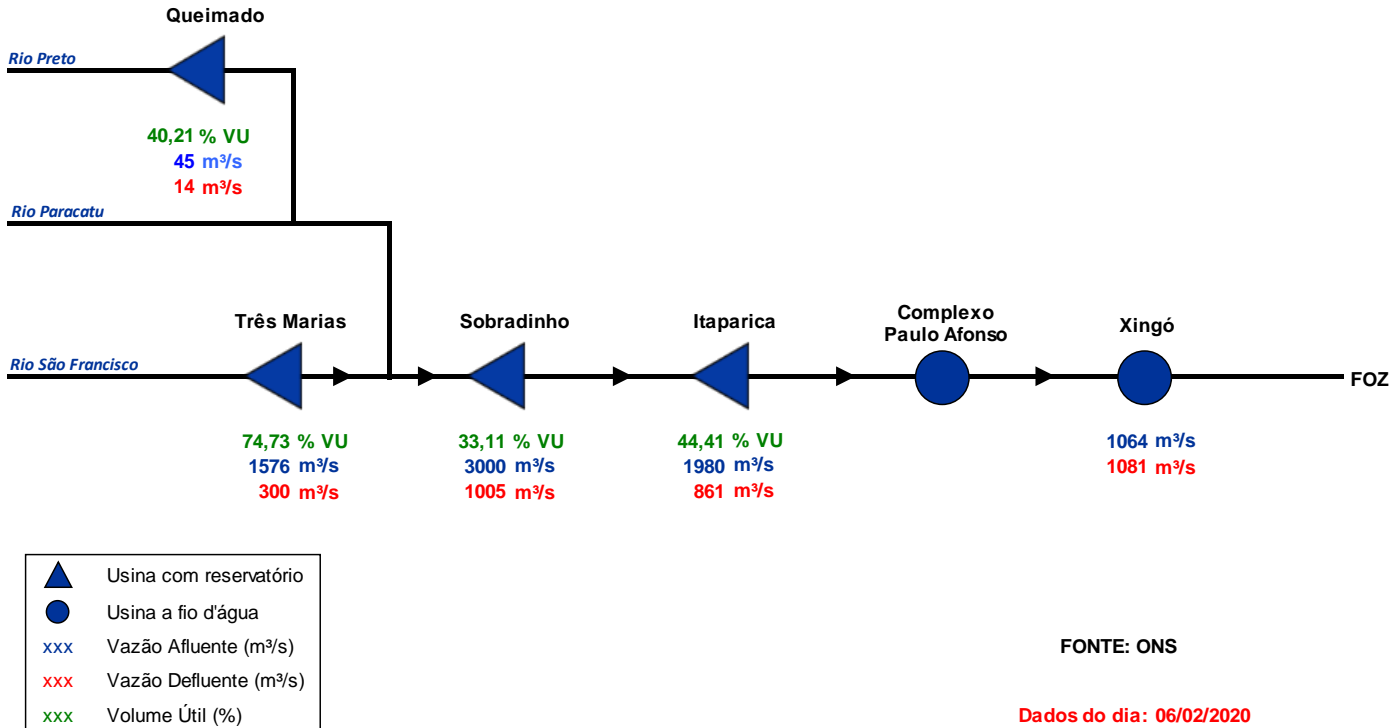 Queimado
Rio Preto
40,21 % VU
45 m³/s
14 m³/s
Rio Paracatu
Três Marias
Sobradinho
Itaparica
Complexo
Paulo Afonso
Xingó
Rio São Francisco
FOZ
74,73 % VU
1576 m³/s
300 m³/s
33,11 % VU
3000 m³/s
1005 m³/s
44,41 % VU
1980 m³/s
861 m³/s
1064 m³/s
1081 m³/s
Usina com reservatório
Usina a fio d'água
xxx Vazão Afluente (m³/s)
xxx Vazão Defluente (m³/s)
xxx Volume Útil (%)
FONTE: ONS
Dados do dia: 06/02/2020